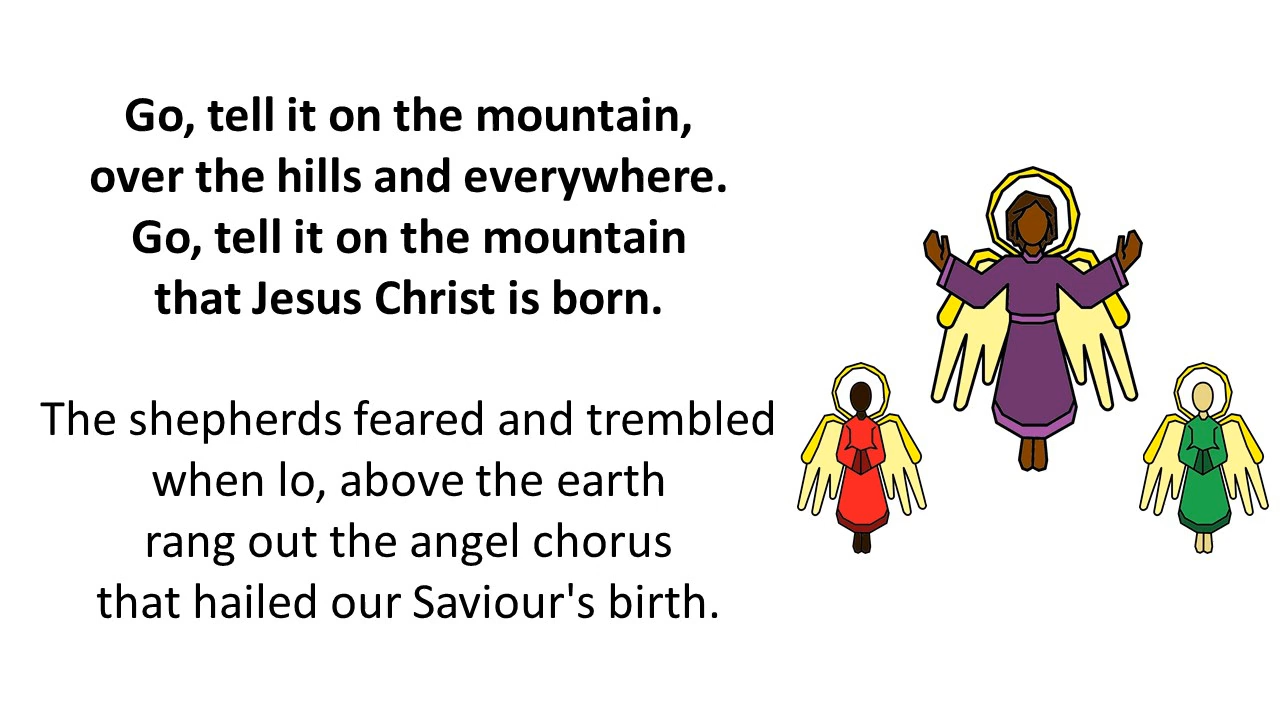 Go, tell it on the mountain,
over the hills and everywhere.
Go, tell it on the mountain
that Jesus Christ is born.
The shepherds feared and trembled
when lo, above the earth
rang out the angel chorus
that hailed our Saviour's birth.